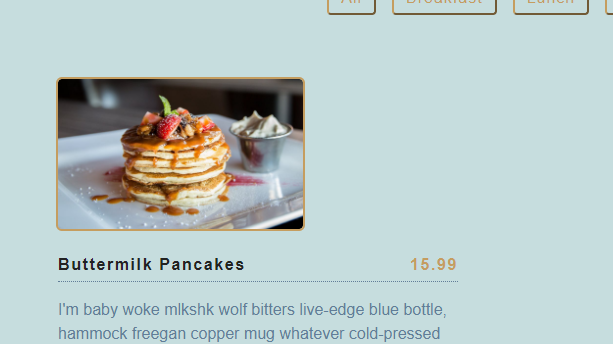 All
Breakfast
Lunch
Buttermilk Pancakes 15.99
I'm baby woke mlkshk wolf bitters live-edge blue bottle,
hammock freegan copper mug whatever cold-pressed